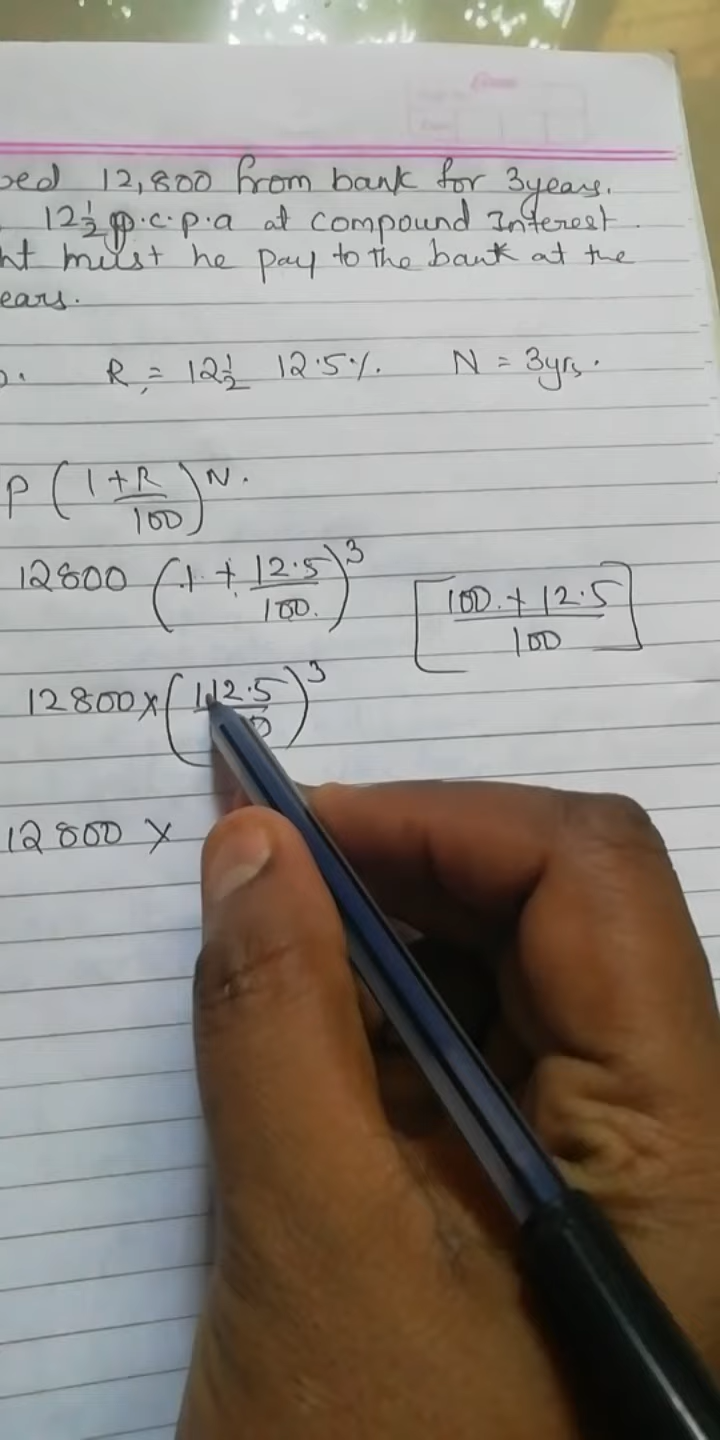 12,800 from bank for 3years.
12½ p.c.p.a at compound Interest.
must he pay to the bank at the
ears.
R = 12½ 12.5%. N = 3yrs.
P (1+R/100)^N.
12800 (1 + 12.5/100.)^3 [100 + 12.5/100]
12800 × (112.5/ 0)^3
12800 ×